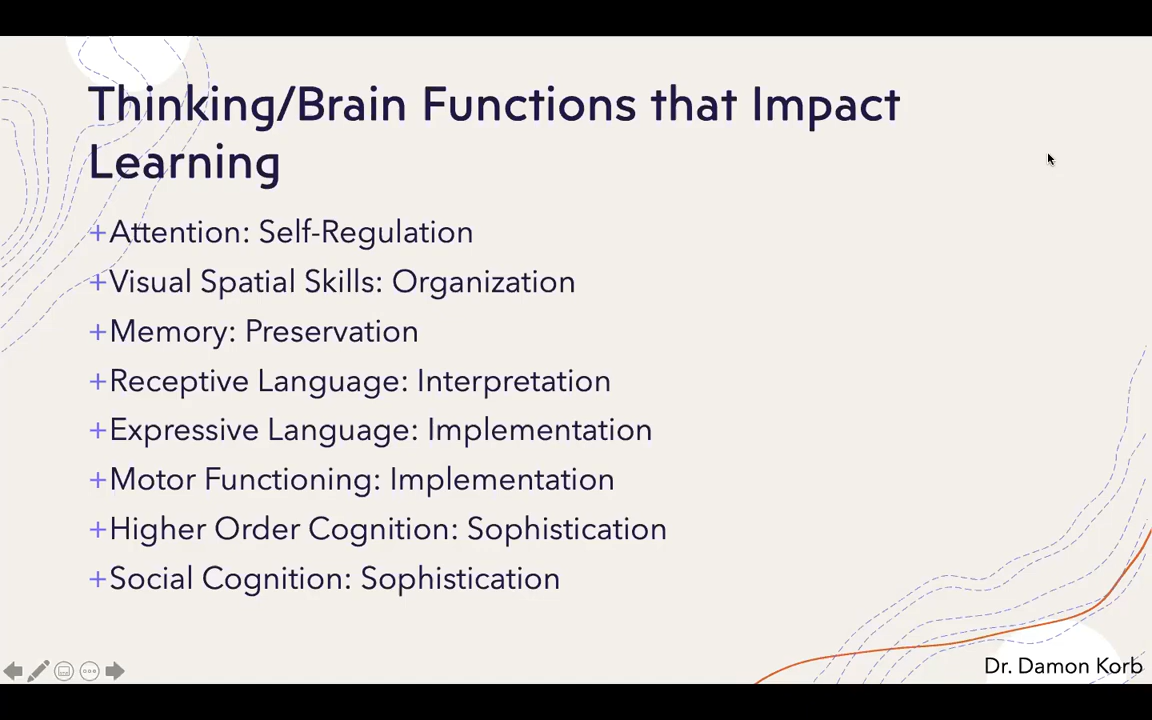 Thinking/Brain Functions that Impact
Learning
+Attention: Self-Regulation
+Visual Spatial Skills: Organization
+Memory: Preservation
+Receptive Language: Interpretation
+Expressive Language: Implementation
+Motor Functioning: Implementation
+Higher Order Cognition: Sophistication
+Social Cognition: Sophistication
Dr. Damon Korb